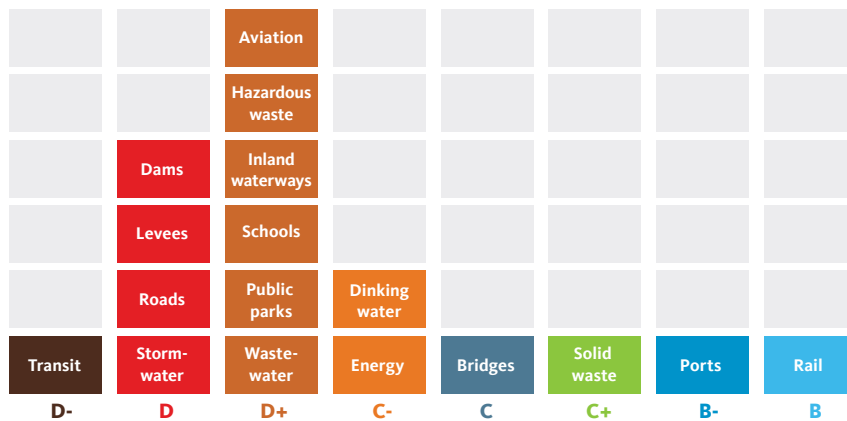 Aviation
Hazardous
waste
Dams
Inland
waterways
Levees
Schools
Roads
Public
parks
Dinking
water
Transit
Storm-
water
Waste-
water
Energy
Bridges
Solid
waste
Ports
Rail
D-
D
D+
C-
C
C+
B-
B